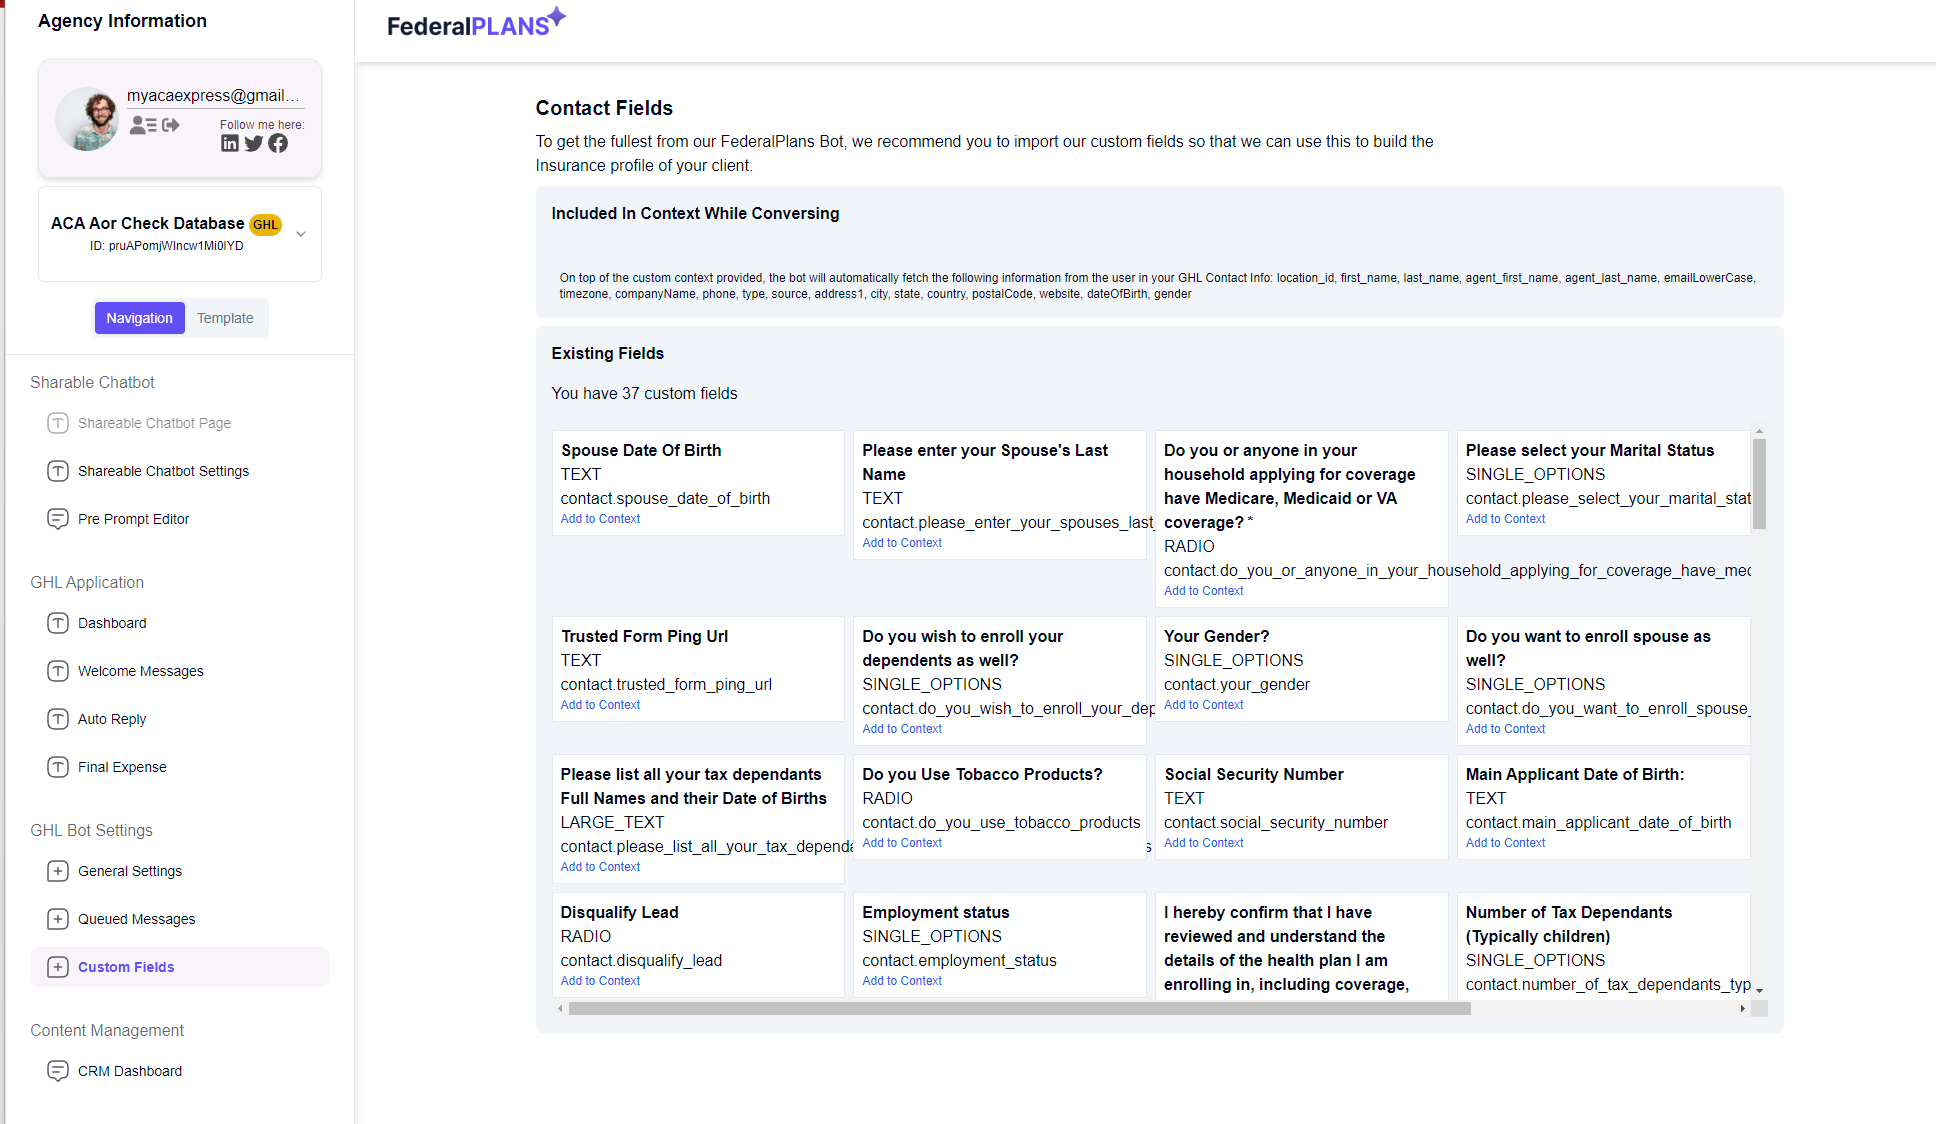 Agency Information
FederalPLANS
myacaexpress@gmail...
Follow me here:
ACA Aor Check Database GHL
Navigation
Template
Sharable Chatbot
Shareable Chatbot Page
Shareable Chatbot Settings
Pre Prompt Editor
GHL Application
Dashboard
Welcome Messages
Auto Reply
Final Expense
GHL Bot Settings
General Settings
Queued Messages
Custom Fields
Content Management
CRM Dashboard
Contact Fields
To get the fullest from our FederalPlans Bot, we recommend you to import our custom fields so that we can use this to build the
Insurance profile of your client.
Included In Context While Conversing
On top of the custom context provided, the bot will automatically fetch the following information from the user in your GHL Contact Info: location_id, first_name, last_name, agent_first_name, agent_last_name, emailLowerCase,
timezone, companyName, phone, type, source, address1, city, state, country, postalCode, website, dateOfBirth, gender
Existing Fields
You have 37 custom fields
Spouse Date Of Birth
TEXT
contact.spouse_date_of_birth
Add to Context
Please enter your Spouse's Last
Name
TEXT
contact.please_enter_your_spouses_last_
Add to Context
Do you or anyone in your
household applying for coverage
have Medicare, Medicaid or VA
coverage? *
RADIO
contact.do_you_or_anyone_in_your_household_applying_for_coverage_have_mec
Add to Context
Please select your Marital Status
SINGLE_OPTIONS
contact.please_select_your_marital_stat
Add to Context
Trusted Form Ping Url
TEXT
contact.trusted_form_ping_url
Add to Context
Do you wish to enroll your
dependents as well?
SINGLE_OPTIONS
contact.do_you_wish_to_enroll_your_dep
Add to Context
Your Gender?
SINGLE_OPTIONS
contact.your_gender
Add to Context
Do you want to enroll spouse as
well?
SINGLE_OPTIONS
contact.do_you_want_to_enroll_spouse_
Add to Context
Please list all your tax dependants
Full Names and their Date of Births
LARGE_TEXT
contact.please_list_all_your_tax_depende
Add to Context
Do you Use Tobacco Products?
RADIO
contact.do_you_use_tobacco_products
Add to Context
Social Security Number
TEXT
contact.social_security_number
Add to Context
Main Applicant Date of Birth:
TEXT
contact.main_applicant_date_of_birth
Add to Context
Disqualify Lead
RADIO
contact.disqualify_lead
Add to Context
Employment status
SINGLE_OPTIONS
contact.employment_status
Add to Context
I hereby confirm that I have
reviewed and understand the
details of the health plan I am
enrolling in, including coverage,
Number of Tax Dependants
(Typically children)
SINGLE_OPTIONS
contact.number_of_tax_dependants_typ